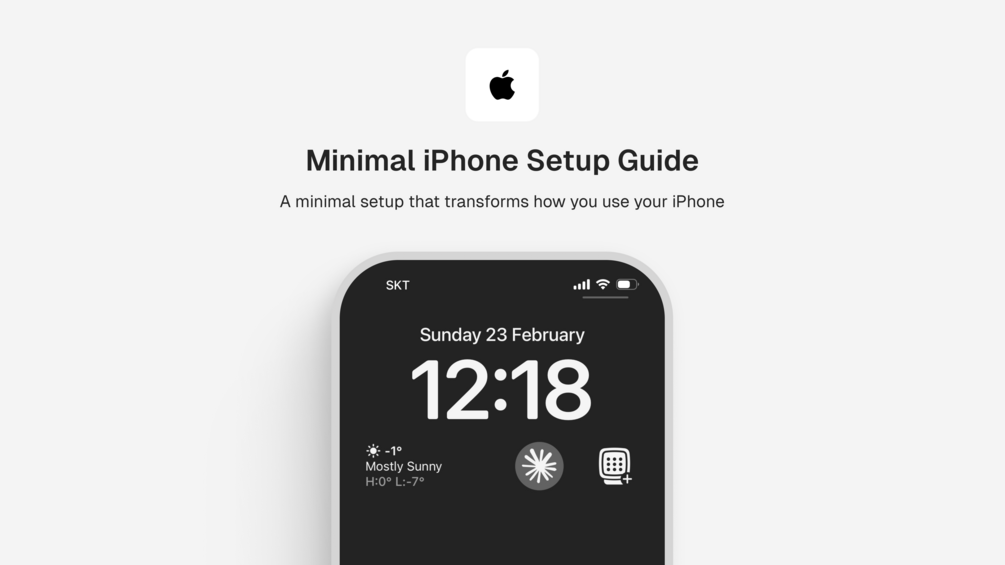 Minimal iPhone Setup Guide
A minimal setup that transforms how you use your iPhone
SKT
Sunday 23 February
12:18
-1°
Mostly Sunny
H:0° L:-7°